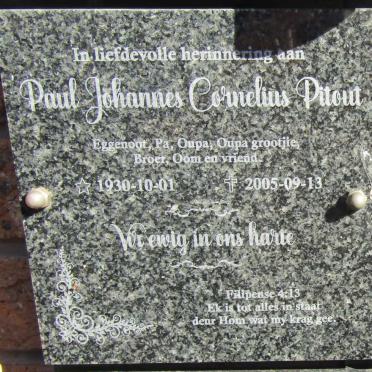 In liefdevolle herinnering aan
Paul Johannes Cornelius Pitout
Eggenoot, Pa, Oupa, Oupa grootjie,
Broer, Oom en vriend.
1930-10-01 2005-09-13
Vir ewig in ons harte
Filipense 4:13
Ek is tot alles in staat
deur Hom wat my krag gee.